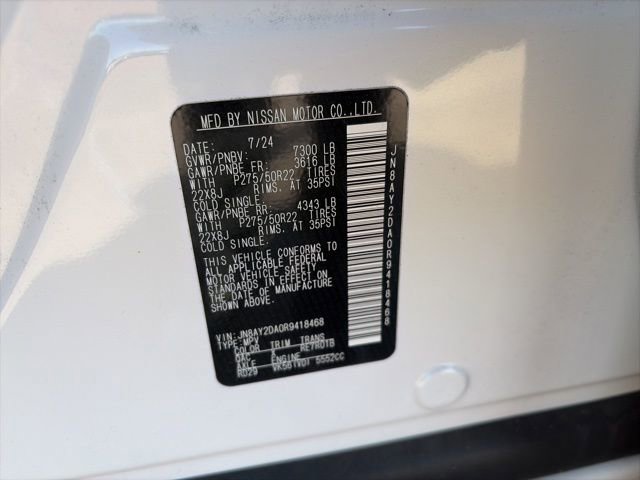 MFD BY NISSAN MOTOR CO.,LTD.
DATE: 7/24
GVWR/PNBV: 7300 LB
GAWR/PNBE FR: 3616 LB
WITH P275/50R22 TIRES
22X8J RIMS. AT 35PSI
COLD SINGLE.
GAWR/PNBE RR: 4343 LB
WITH P275/50R22 TIRES
22X8J RIMS. AT 35PSI
COLD SINGLE.
THIS VEHICLE CONFORMS TO
ALL APPLICABLE FEDERAL
MOTOR VEHICLE SAFETY
STANDARDS IN EFFECT ON
THE DATE OF MANUFACTURE
SHOWN ABOVE.
VIN: JN8AY2DA0R9418468
TYPE: MPV
COLOR TRIM TRANS
QAC RE7R01B
AXLE ENGINE
R029 VK56(VD) 5552CC
JN8AY2DA0R9418468